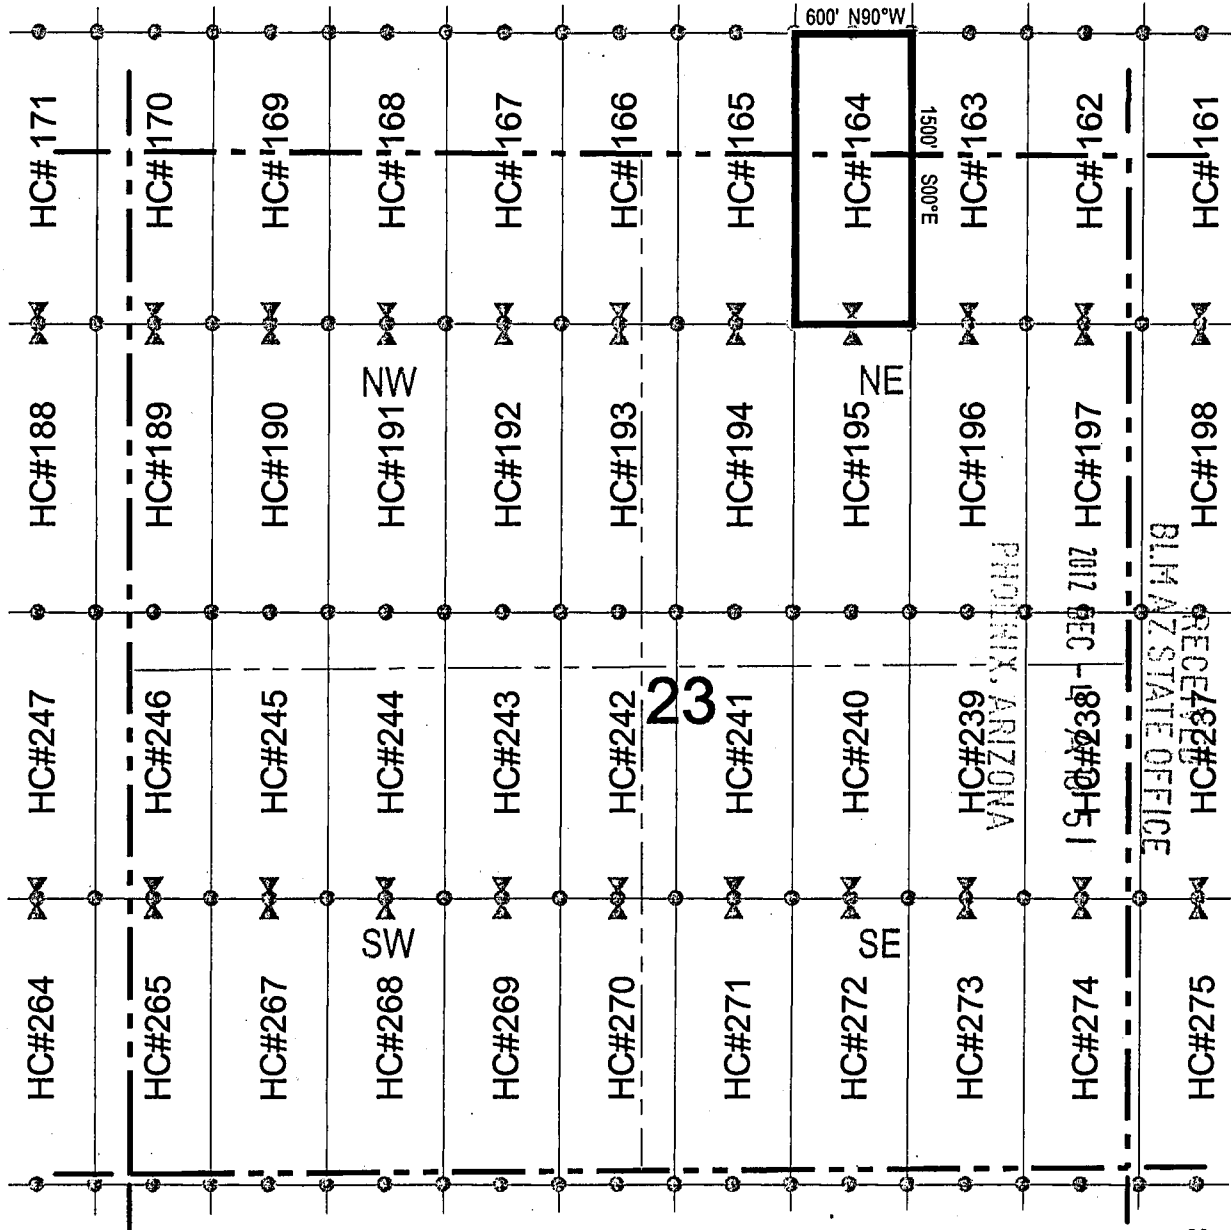 600' N90°W
HC# 171
HC# 170
HC# 169
HC# 168
HC# 167
HC# 166
HC# 165
HC# 164
1500' S00°E
HC# 163
HC# 162
HC# 161
NW
NE
HC#188
HC#189
HC#190
HC#191
HC#192
HC#193
HC#194
HC#195
HC#196
HC#197
HC#198
RECEIVED
BLM AZ STATE OFFICE
2012 DEC
51
PHOENIX, ARIZONA
23
HC#247
HC#246
HC#245
HC#244
HC#243
HC#242
HC#241
HC#240
HC#239
HC#238
HC#237
SW
SE
HC#264
HC#265
HC#267
HC#268
HC#269
HC#270
HC#271
HC#272
HC#273
HC#274
HC#275